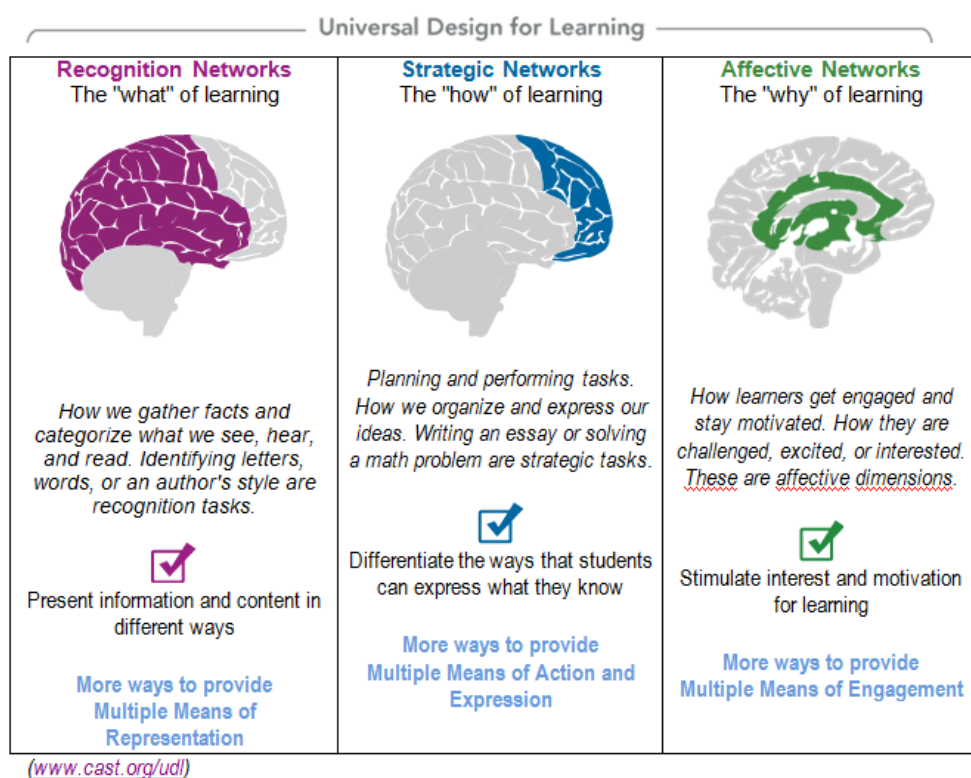 Universal Design for Learning
Recognition Networks
The "what" of learning
How we gather facts and
categorize what we see, hear,
and read. Identifying letters,
words, or an author's style are
recognition tasks.
Present information and content in
different ways
More ways to provide
Multiple Means of
Representation
Strategic Networks
The "how" of learning
Planning and performing tasks.
How we organize and express our
ideas. Writing an essay or solving
a math problem are strategic tasks.
Differentiate the ways that students
can express what they know
More ways to provide
Multiple Means of Action and
Expression
Affective Networks
The "why" of learning
How learners get engaged and
stay motivated. How they are
challenged, excited, or interested.
These are affective dimensions.
Stimulate interest and motivation
for learning
More ways to provide
Multiple Means of Engagement
(www.cast.org/udl)